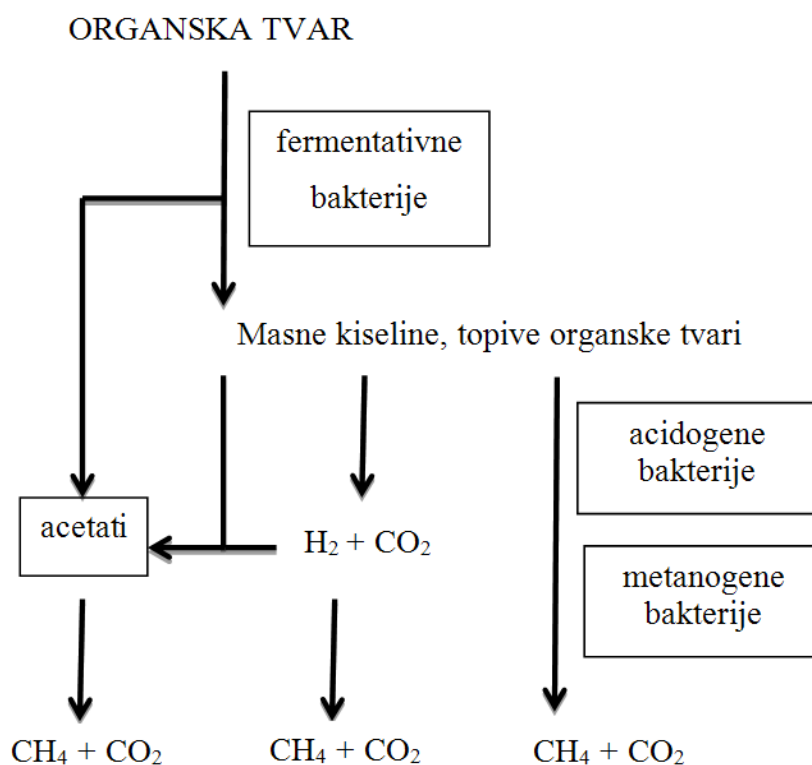 ORGANSKA TVAR
fermentativne
bakterije
Masne kiseline, topive organske tvari
acidogene
bakterije
acetati
H₂ + CO₂
metanogene
bakterije
CH₄ + CO₂
CH₄ + CO₂
CH₄ + CO₂